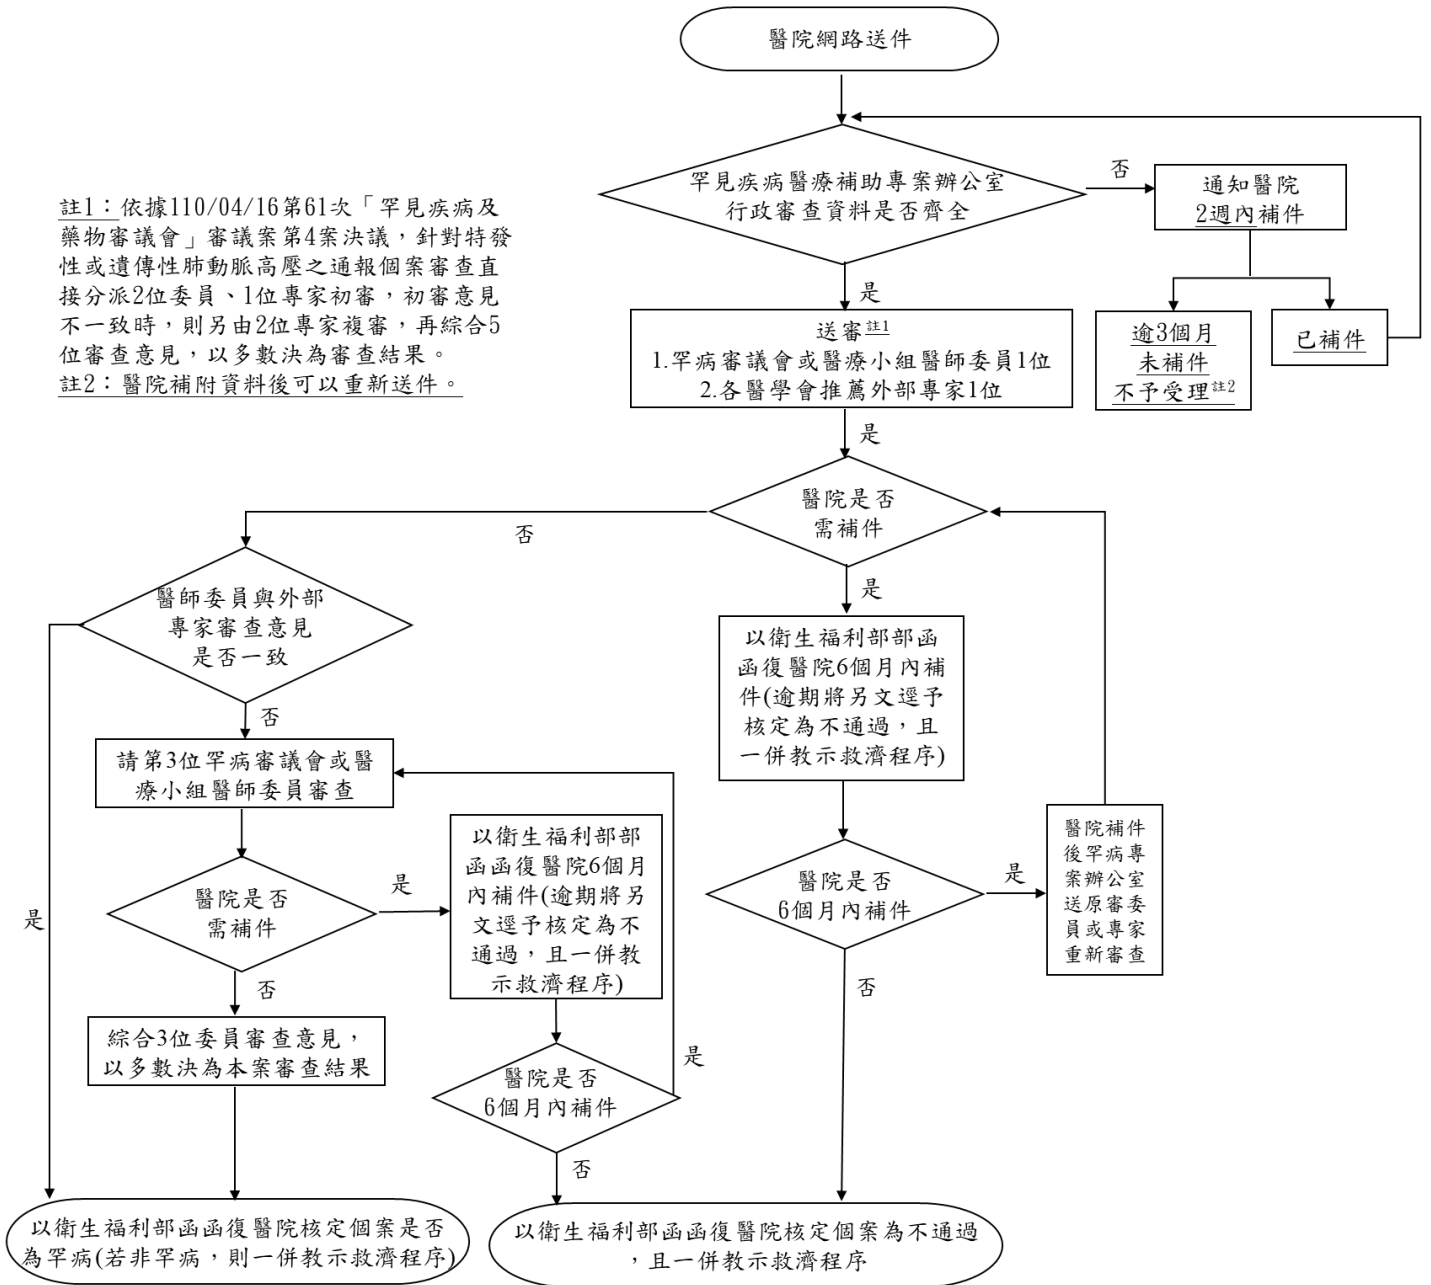 醫院網路送件
罕見疾病醫療補助專案辦公室
行政審查資料是否齊全
否
通知醫院
2週內補件
是
逾3個月
未補件
不予受理註2
已補件
註1：依據110/04/16第61次「罕見疾病及
藥物審議會」審議案第4案決議，針對特發
性或遺傳性肺動脈高壓之通報個案審查直
接分派2位委員、1位專家初審，初審意見
不一致時，則另由2位專家複審，再綜合5
位審查意見，以多數決為審查結果。
註2：醫院補附資料後可以重新送件。
送審註1
1.罕病審議會或醫療小組醫師委員1位
2.各醫學會推薦外部專家1位
是
醫院是否
需補件
否
是
醫師委員與外部
專家審查意見
是否一致
是
否
以衛生福利部部函
函復醫院6個月內補
件(逾期將另文逕予
核定為不通過，且
一併教示救濟程序)
請第3位罕病審議會或醫
療小組醫師委員審查
醫院是否
需補件
是
否
以衛生福利部部
函函復醫院6個月
內補件(逾期將另
文逕予核定為不
通過，且一併教
示救濟程序)
醫院是否
6個月內補件
是
否
醫院補件
後罕病專
案辦公室
送原審委
員或專家
重新審查
綜合3位委員審查意見，
以多數決為本案審查結果
醫院是否
6個月內補件
是
否
以衛生福利部函函復醫院核定個案是否
為罕病(若非罕病，則一併教示救濟程序)
以衛生福利部函函復醫院核定個案為不通過
，且一併教示救濟程序